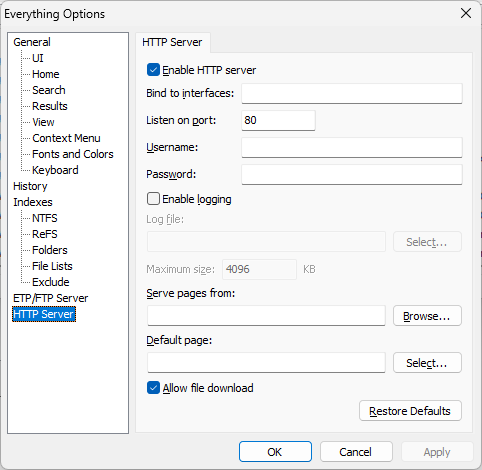 Everything Options
General
UI
Home
Search
Results
View
Context Menu
Fonts and Colors
Keyboard
History
Indexes
NTFS
ReFS
Folders
File Lists
Exclude
ETP/FTP Server
HTTP Server
HTTP Server
Enable HTTP server
Bind to interfaces:
Listen on port: 80
Username:
Password:
Enable logging
Log file:
Select...
Maximum size: 4096 KB
Serve pages from:
Browse...
Default page:
Select...
Allow file download
Restore Defaults
OK Cancel Apply